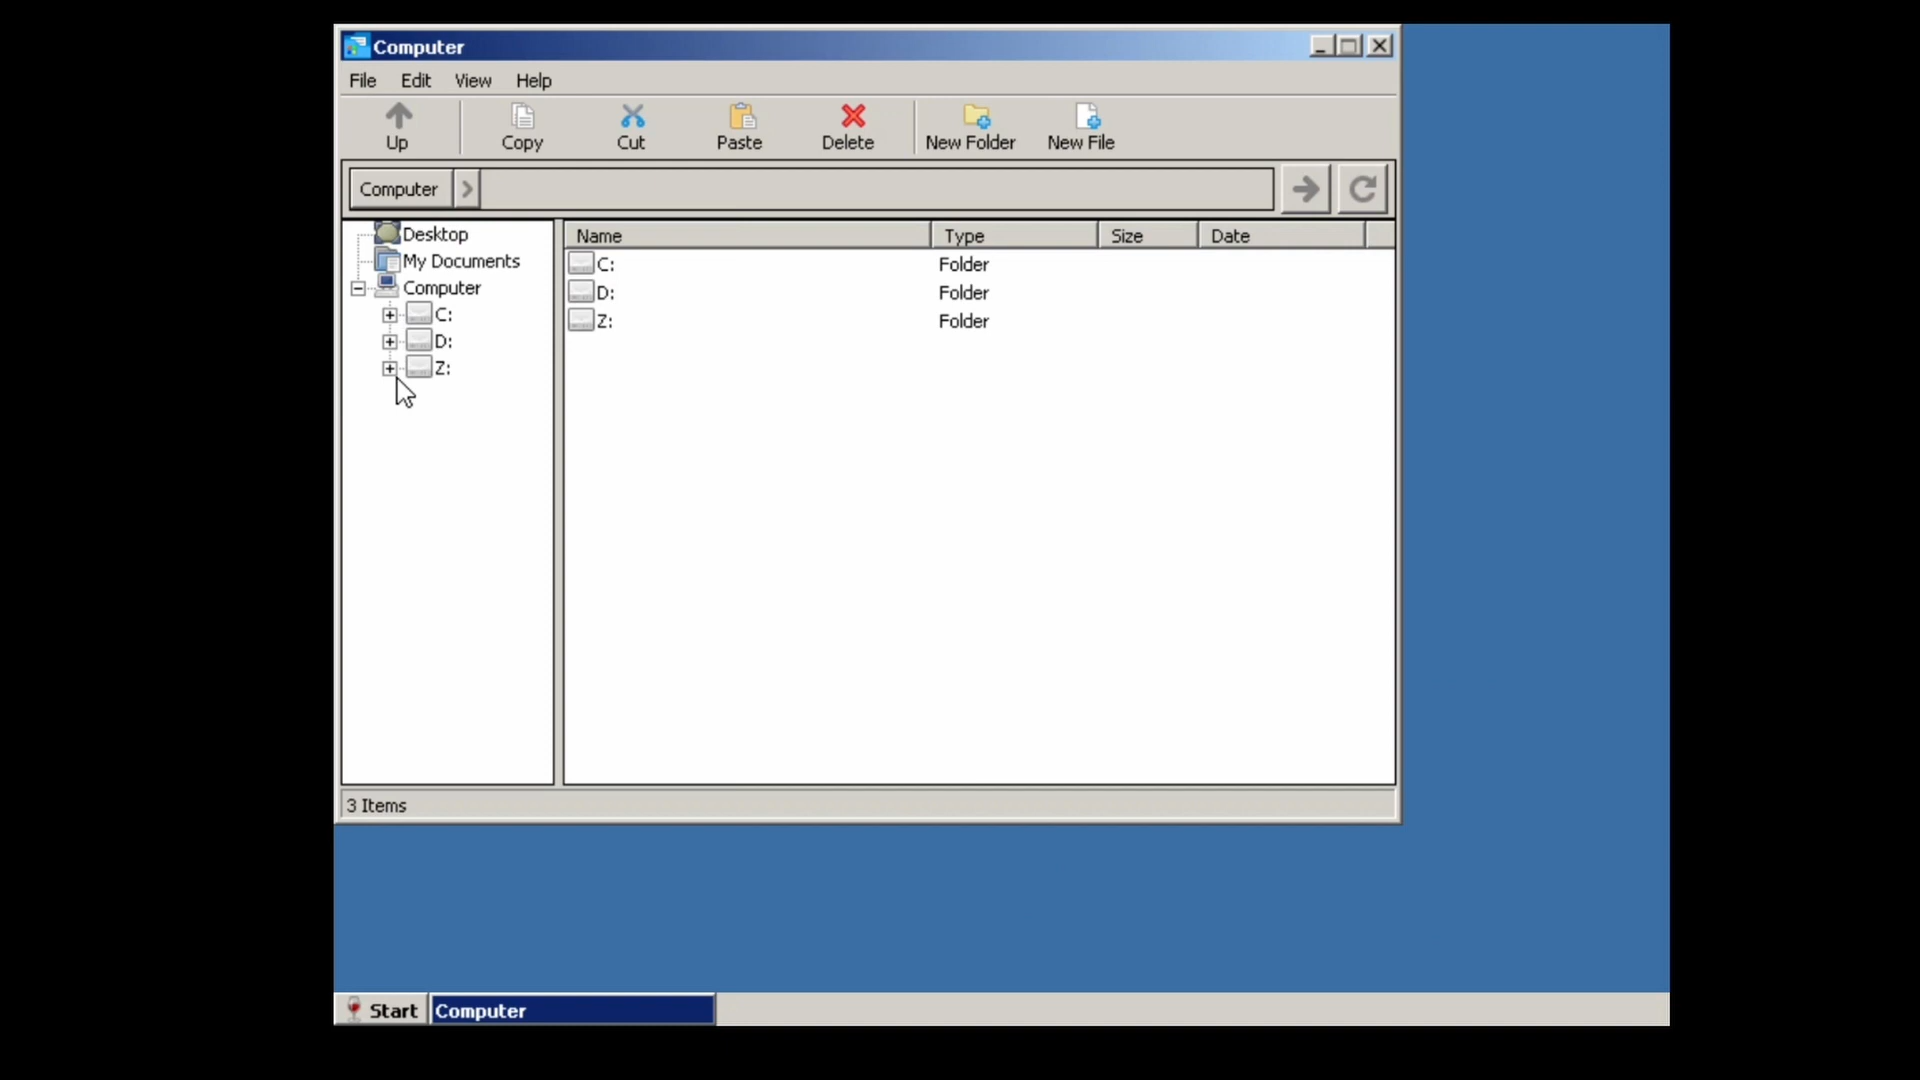 Computer
File Edit View Help
Up Copy Cut Paste Delete New Folder New File
Computer
Desktop
My Documents
Computer
C:
D:
Z:
Name Type Size Date
C: Folder
D: Folder
Z: Folder
3 Items
Start Computer